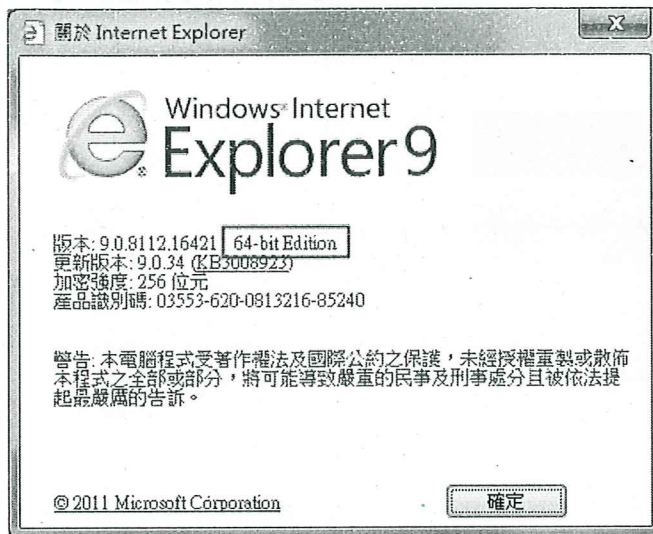 關於 Internet Explorer
Windows Internet
Explorer 9
版本: 9.0.8112.16421 64-bit Edition
更新版本: 9.0.34 (KB3008923)
加密強度: 256 位元
產品識別碼: 03553-620-0813216-85240
警告: 本電腦程式受著作權法及國際公約之保護，未經授權重製或散佈
本程式之全部或部分，將可能導致嚴重的民事及刑事處分且被依法提
起最嚴厲的告訴。
© 2011 Microsoft Corporation
確定